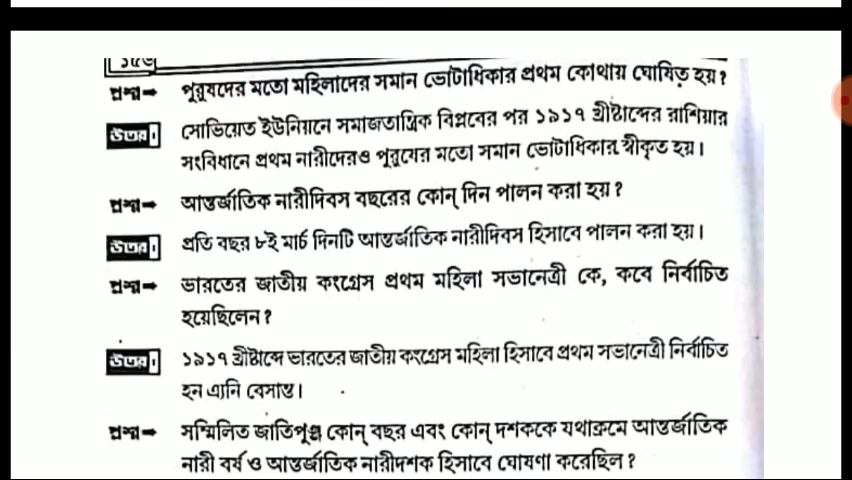 ১৫৬
প্রশ্ন➡ পুরুষদের মতো মহিলাদের সমান ভোটাধিকার প্রথম কোথায় ঘোষিত হয়?
উত্তর। সোভিয়েত ইউনিয়নে সমাজতান্ত্রিক বিপ্লবের পর ১৯১৭ খ্রীষ্টাব্দের রাশিয়ার
সংবিধানে প্রথম নারীদেরও পুরুষের মতো সমান ভোটাধিকার স্বীকৃত হয়।
প্রশ্ন➡ আন্তর্জাতিক নারীদিবস বছরের কোন্ দিন পালন করা হয়?
উত্তর। প্রতি বছর ৮ই মার্চ দিনটি আন্তর্জাতিক নারীদিবস হিসাবে পালন করা হয়।
প্রশ্ন➡ ভারতের জাতীয় কংগ্রেস প্রথম মহিলা সভানেত্রী কে, কবে নির্বাচিত
হয়েছিলেন?
উত্তর। ১৯১৭ খ্রীষ্টাব্দে ভারতের জাতীয় কংগ্রেস মহিলা হিসাবে প্রথম সভানেত্রী নির্বাচিত
হন এ্যনি বেসান্ত।
প্রশ্ন➡ সম্মিলিত জাতিপুঞ্জ কোন্ বছর এবং কোন্ দশককে যথাক্রমে আন্তর্জাতিক
নারী বর্ষ ও আন্তর্জাতিক নারীদশক হিসাবে ঘোষণা করেছিল?